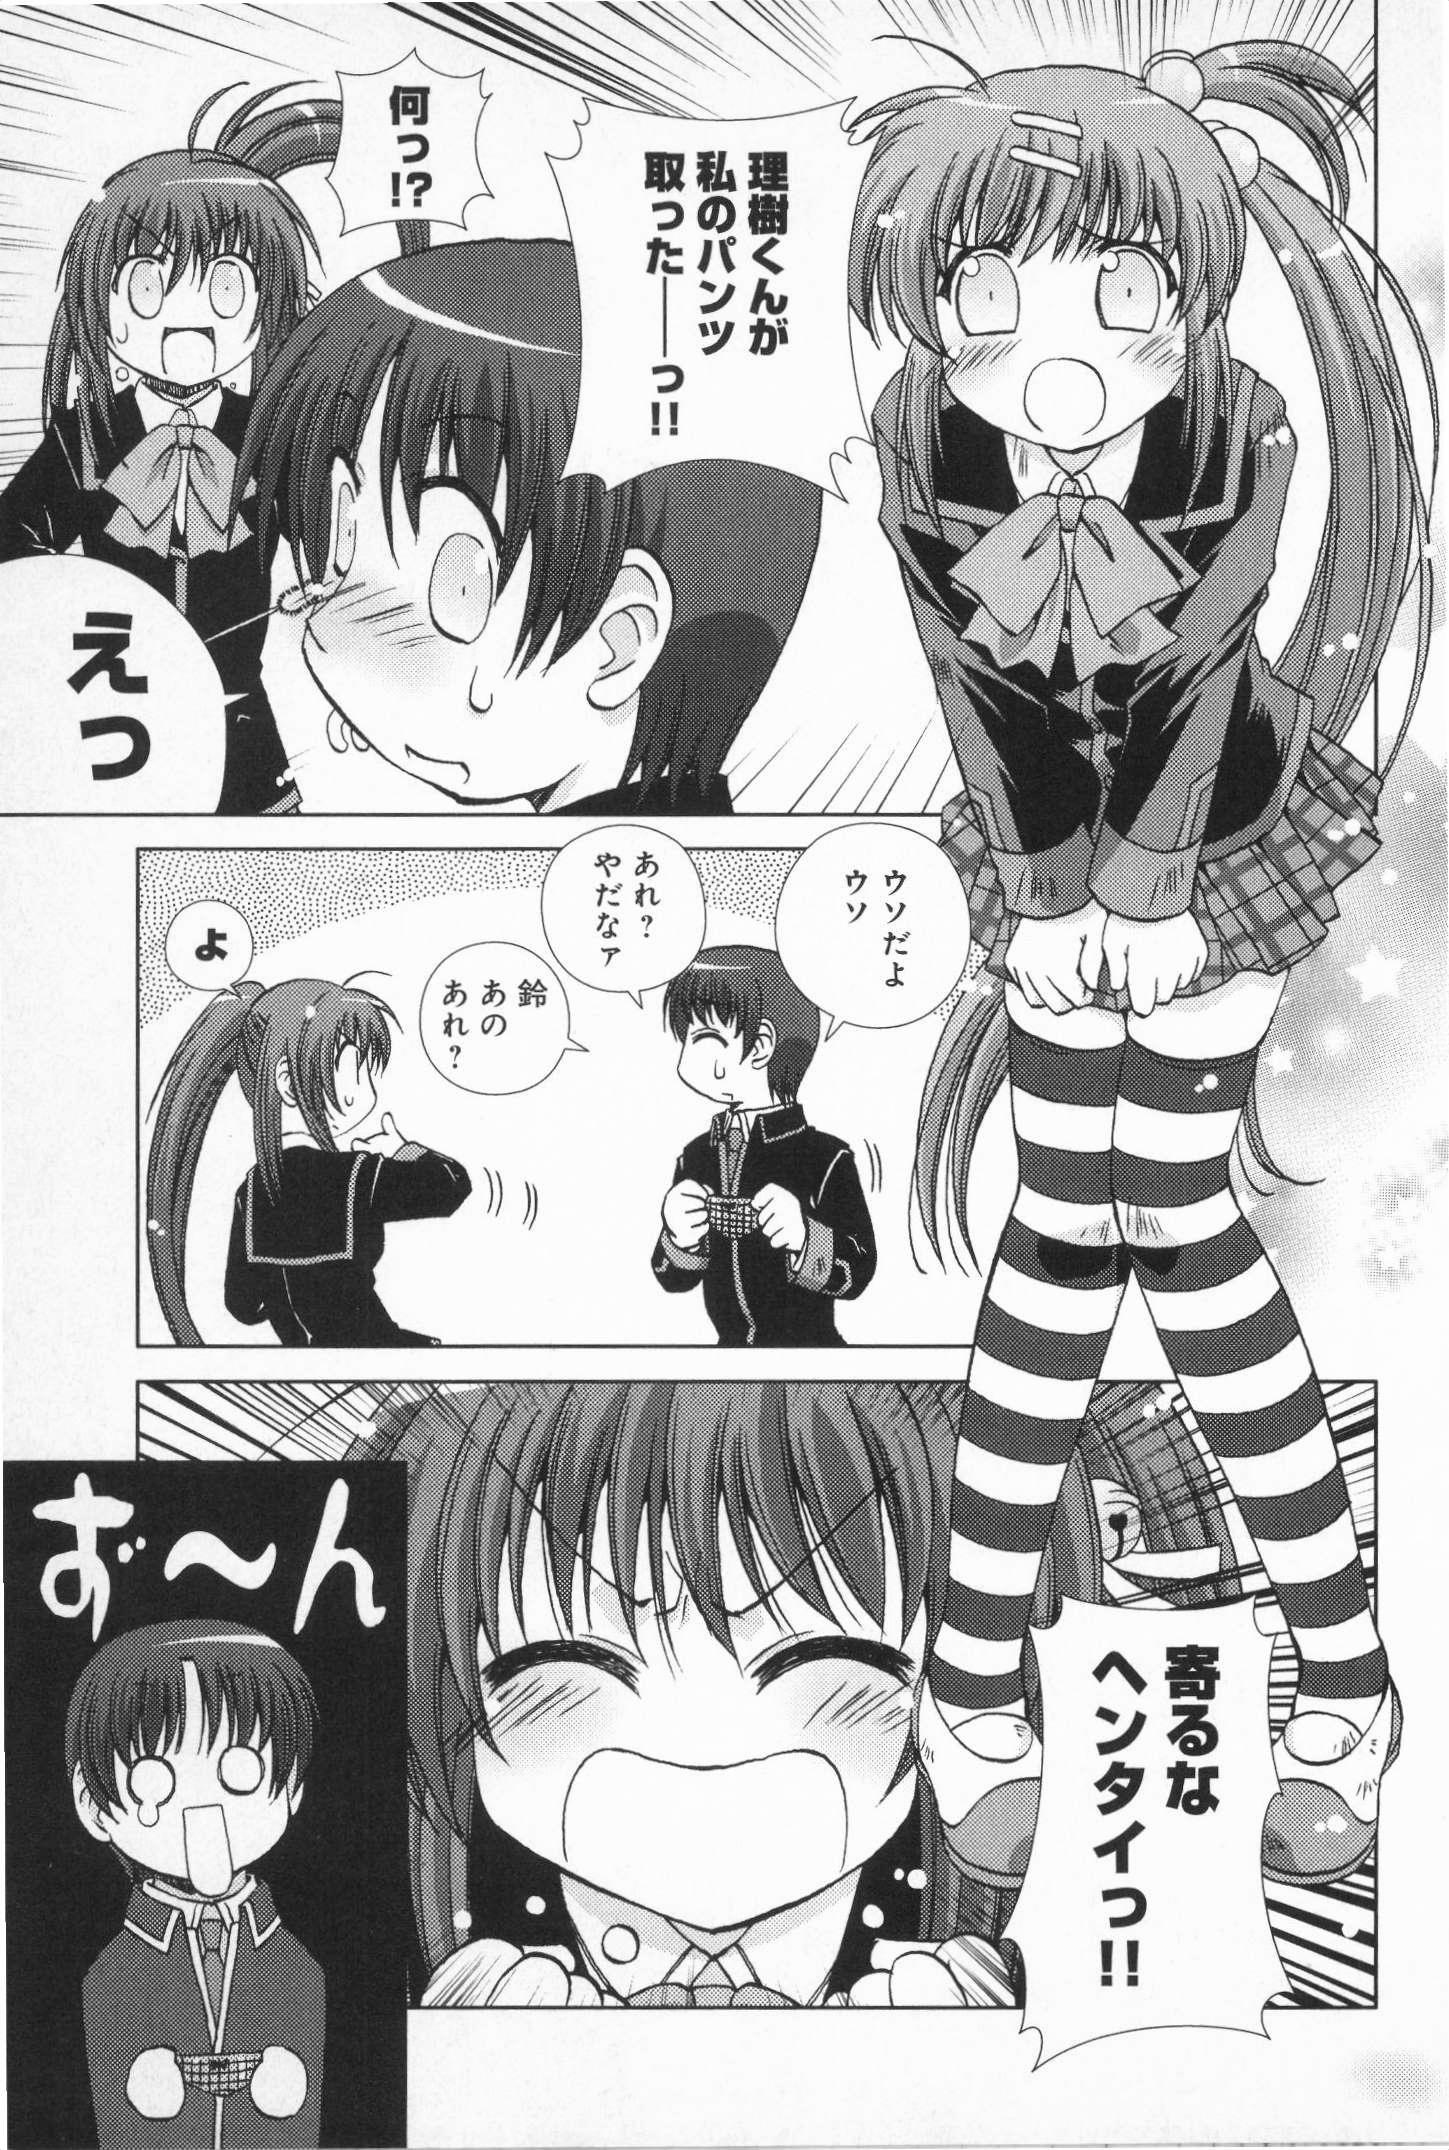 理樹くんが
私のパンツ
取った――っ!!
何っ!?
えっ
ウソだよ
ウソ
あれ?
やだなァ
鈴
あの
あれ?
よ
寄るな
ヘンタイっ!!
ず〜ん